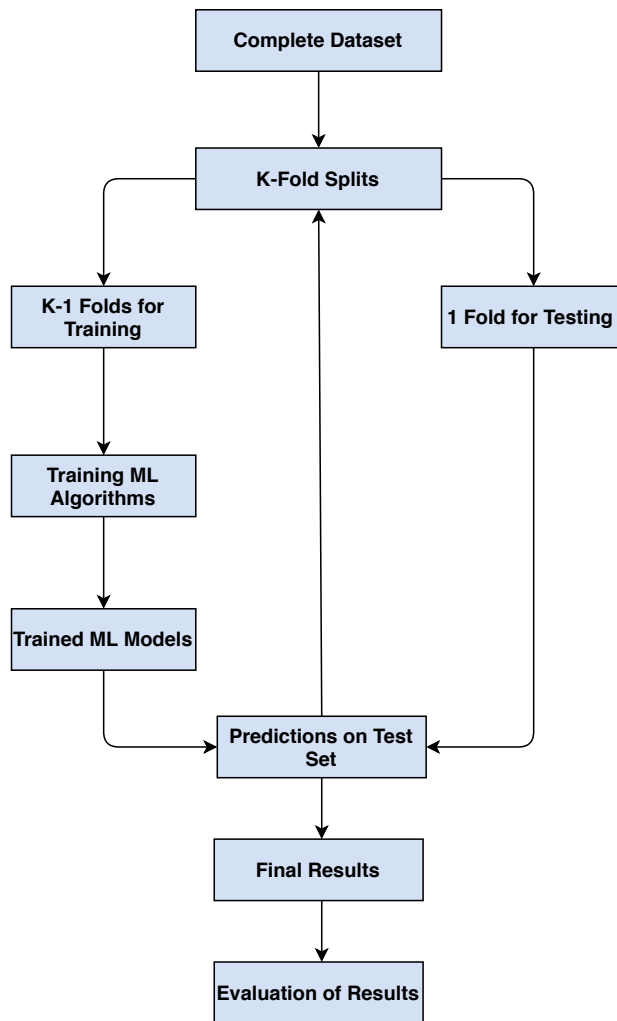 Complete Dataset
K-Fold Splits
K-1 Folds for
Training
1 Fold for Testing
Training ML
Algorithms
Trained ML Models
Predictions on Test
Set
Final Results
Evaluation of Results